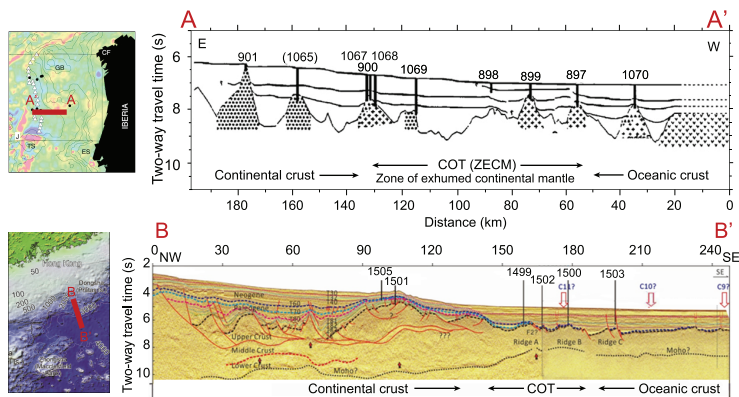 A
A'
E
W
Two-way travel time (s)
6
8
10
901
(1065)
1067
1068
900
1069
898
899
897
1070
COT (ZECM)
Continental crust
Zone of exhumed continental mantle
Oceanic crust
180
160
140
120
100
80
60
40
20
0
Distance (km)
CF
GB
A'
A
IBERIA
J
TS
ES
B
B'
0
NW
30
60
90
120
150
180
210
240
SE
Two-way travel time (s)
2
4
6
8
10
1505
1501
1499
1502
1500
1503
C11?
C10?
C9?
SE
Neogene
Upper Crust
Middle Crust
Lower Crust
Moho?
???
Ridge A
Ridge B
Ridge C
Moho?
Continental crust
COT
Oceanic crust
Hong Kong
50
100
200
B